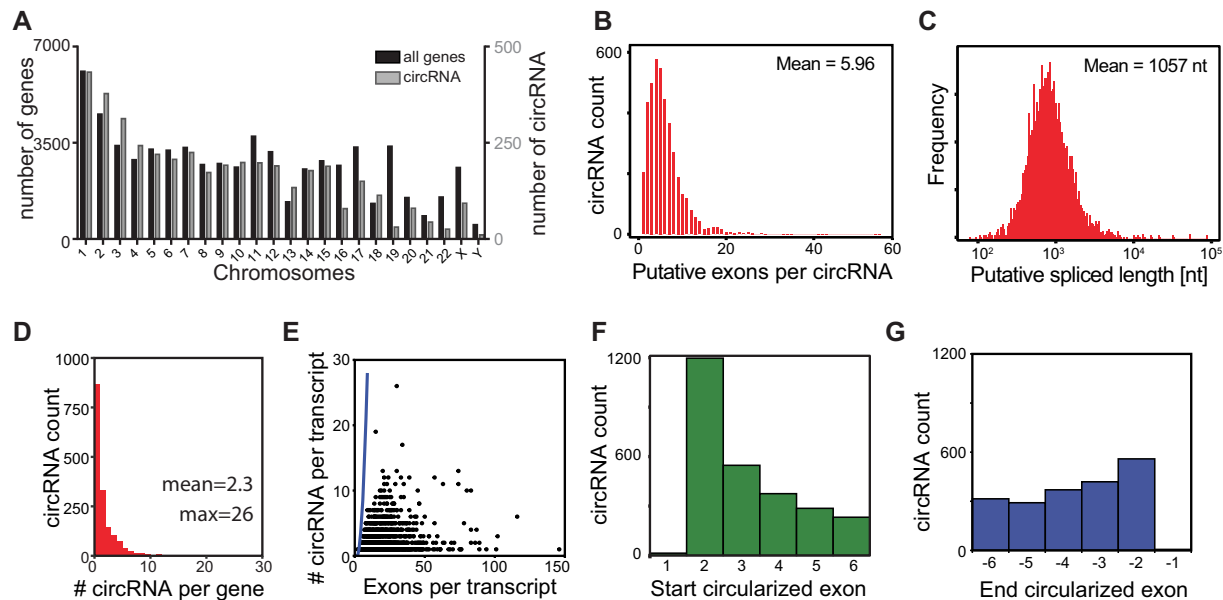 A
number of genes
7000
3500
0
all genes
circRNA
500
250
0
number of circRNA
1 2 3 4 5 6 7 8 9 10 11 12 13 14 15 16 17 18 19 20 21 22 X Y
Chromosomes
B
circRNA count
600
300
0
Mean = 5.96
0 20 40 60
Putative exons per circRNA
C
Frequency
Mean = 1057 nt
10² 10³ 10⁴ 10⁵
Putative spliced length [nt]
D
circRNA count
1000
750
500
250
0
mean=2.3
max=26
0 10 20 30
# circRNA per gene
E
# circRNA per transcript
30
20
10
0
0 50 100 150
Exons per transcript
F
circRNA count
1200
600
0
1 2 3 4 5 6
Start circularized exon
G
circRNA count
1200
600
0
-6 -5 -4 -3 -2 -1
End circularized exon